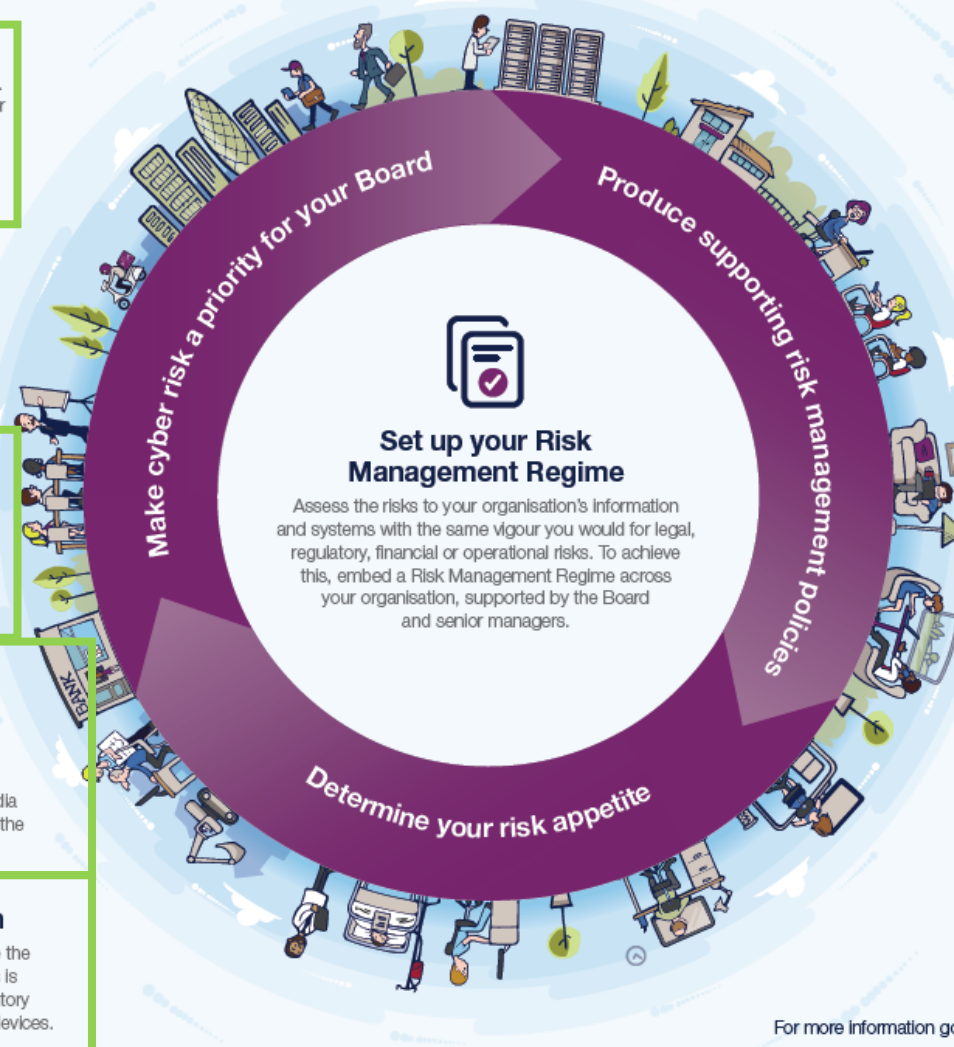 Make cyber risk a priority for your Board
Produce supporting risk management policies
Determine your risk appetite
Set up your Risk
Management Regime
Assess the risks to your organisation's information
and systems with the same vigour you would for legal,
regulatory, financial or operational risks. To achieve
this, embed a Risk Management Regime across
your organisation, supported by the Board
and senior managers.
BANK
the
the
is
For more information go